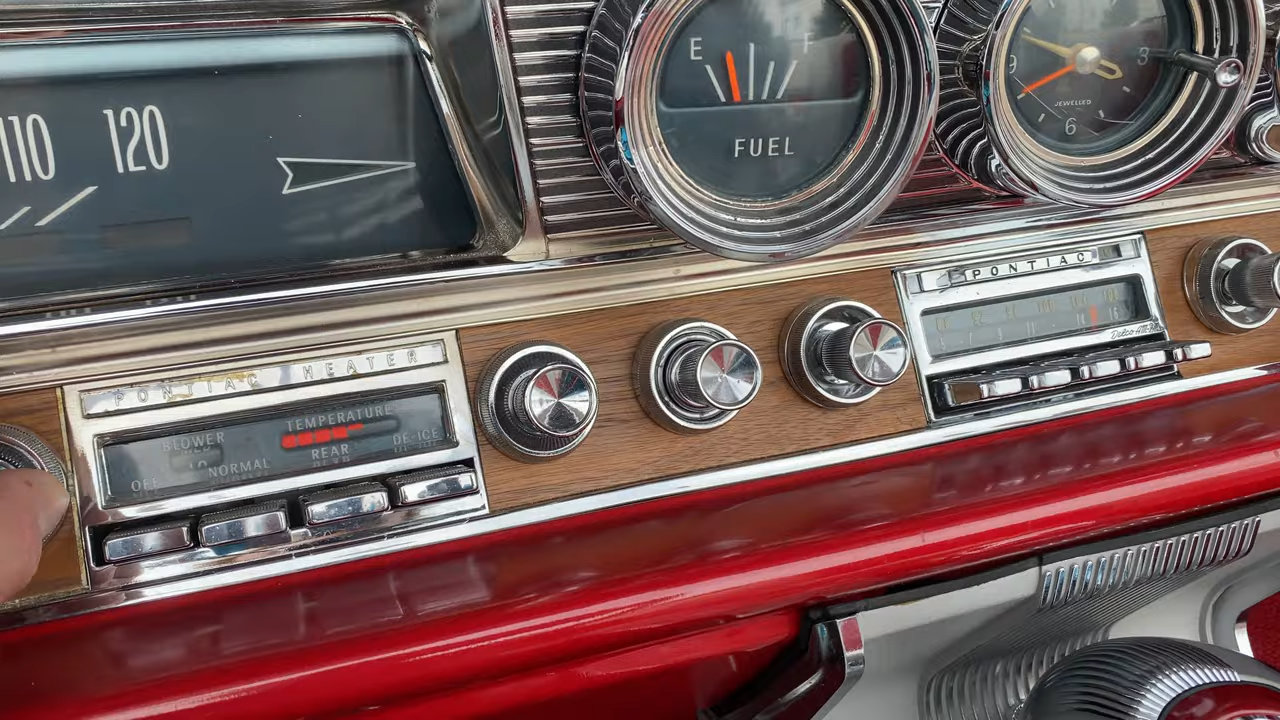 110 120
E F
FUEL
9 3
JEWELLED
6
PONTIAC
PONTIAC HEATER
TEMPERATURE
BLOWER
REAR DE-ICE
OFF NORMAL